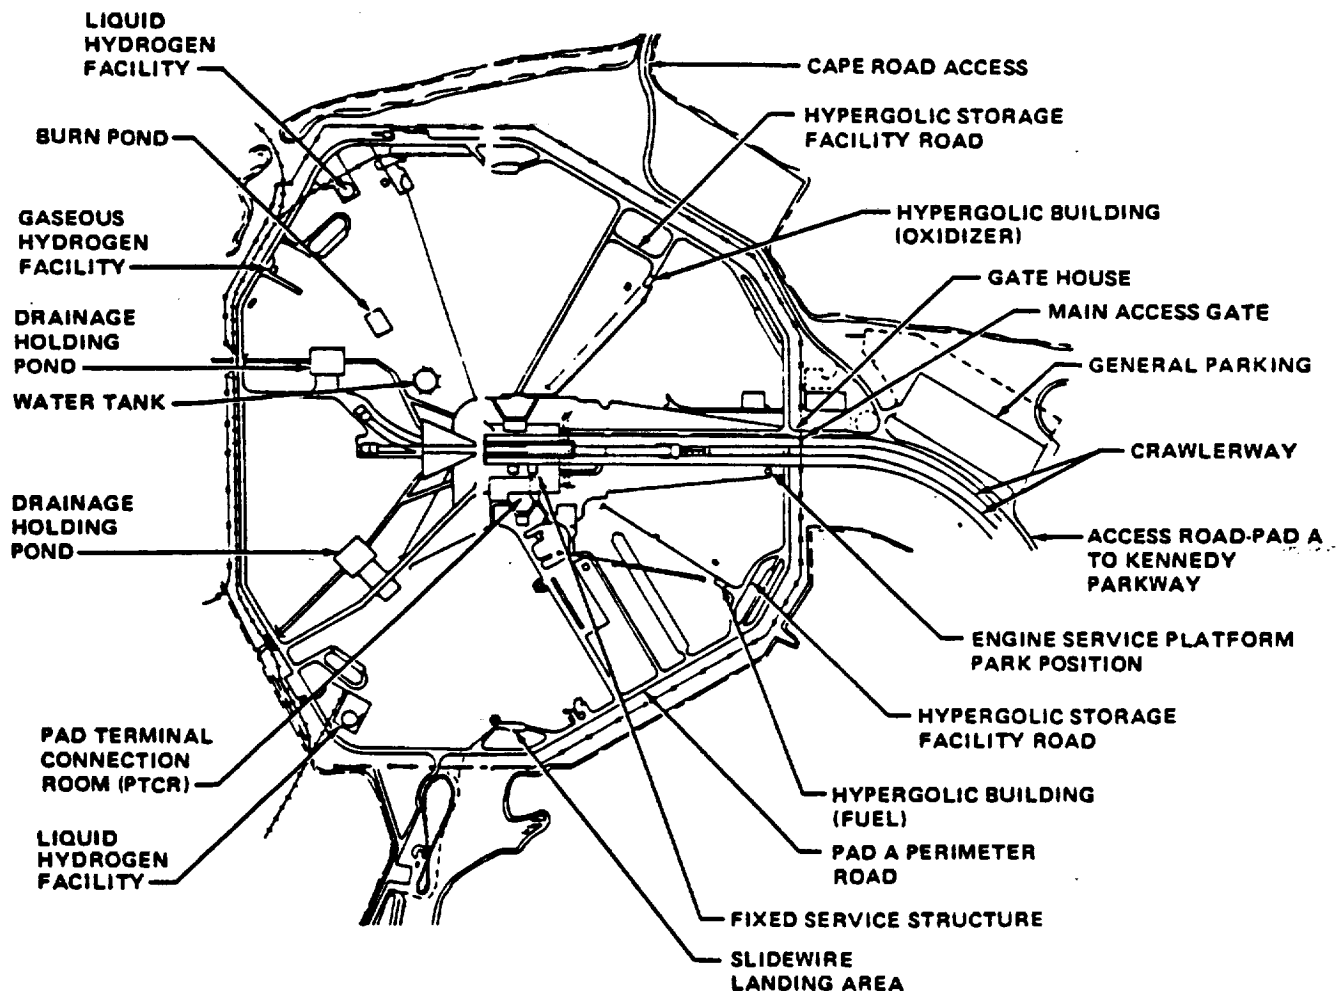 LIQUID
HYDROGEN
FACILITY
BURN POND
GASEOUS
HYDROGEN
FACILITY
DRAINAGE
HOLDING
POND
WATER TANK
DRAINAGE
HOLDING
POND
PAD TERMINAL
CONNECTION
ROOM (PTCR)
LIQUID
HYDROGEN
FACILITY
CAPE ROAD ACCESS
HYPERGOLIC STORAGE
FACILITY ROAD
HYPERGOLIC BUILDING
(OXIDIZER)
GATE HOUSE
MAIN ACCESS GATE
GENERAL PARKING
CRAWLERWAY
ACCESS ROAD-PAD A
TO KENNEDY
PARKWAY
ENGINE SERVICE PLATFORM
PARK POSITION
HYPERGOLIC STORAGE
FACILITY ROAD
HYPERGOLIC BUILDING
(FUEL)
PAD A PERIMETER
ROAD
FIXED SERVICE STRUCTURE
SLIDEWIRE
LANDING AREA